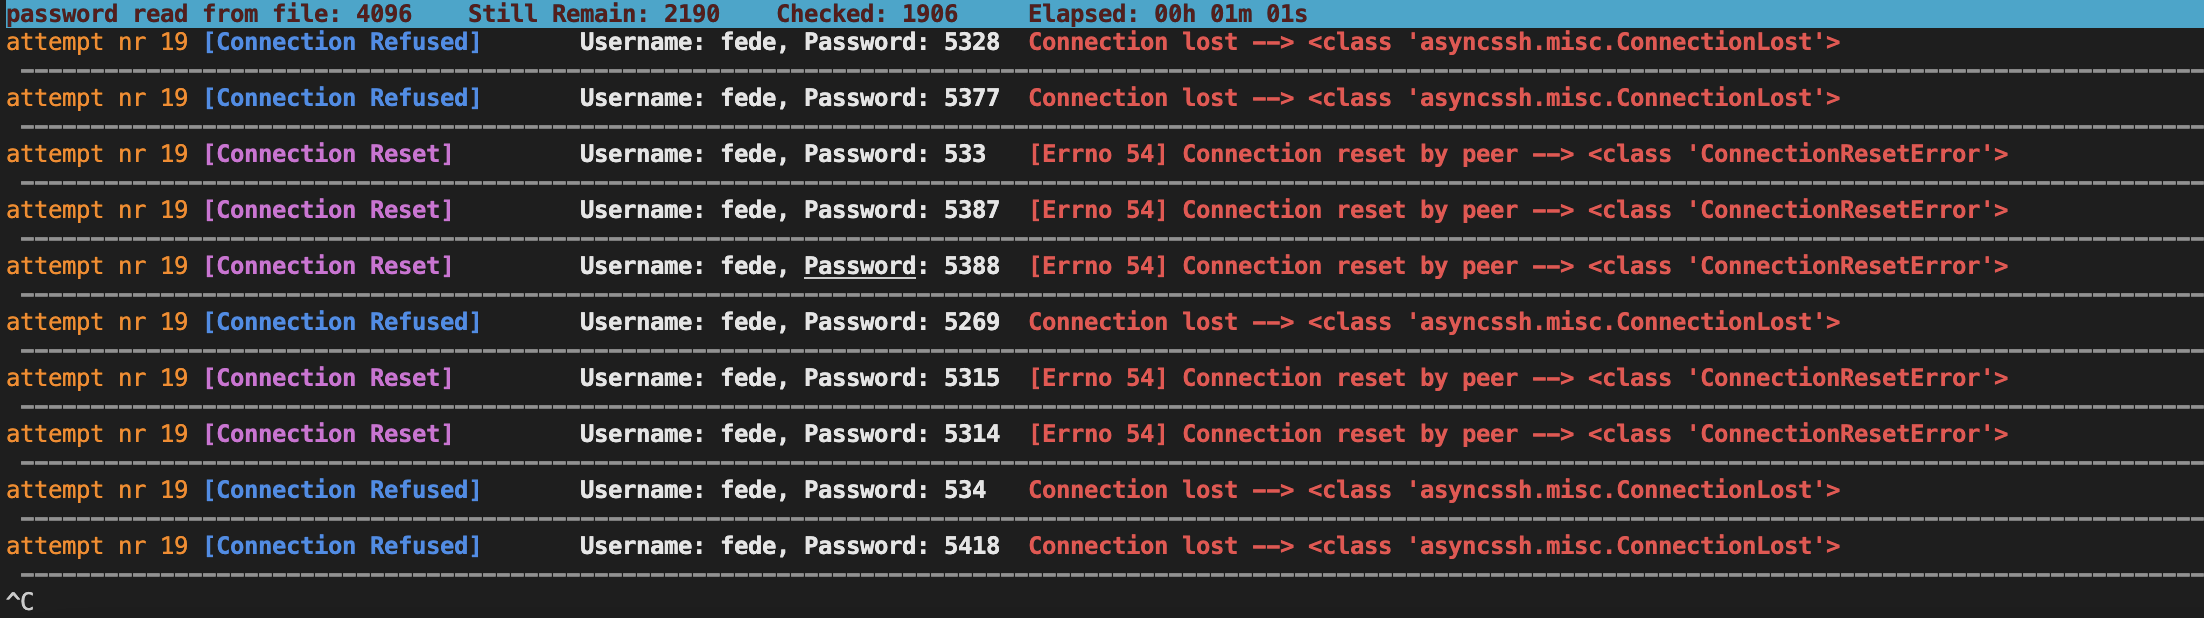 password read from file: 4096    Still Remain: 2190    Checked: 1906     Elapsed: 00h 01m 01s
attempt nr 19 [Connection Refused]       Username: fede, Password: 5328  Connection lost --> <class 'asyncssh.misc.ConnectionLost'>
attempt nr 19 [Connection Refused]       Username: fede, Password: 5377  Connection lost --> <class 'asyncssh.misc.ConnectionLost'>
attempt nr 19 [Connection Reset]         Username: fede, Password: 533   [Errno 54] Connection reset by peer --> <class 'ConnectionResetError'>
attempt nr 19 [Connection Reset]         Username: fede, Password: 5387  [Errno 54] Connection reset by peer --> <class 'ConnectionResetError'>
attempt nr 19 [Connection Reset]         Username: fede, Password: 5388  [Errno 54] Connection reset by peer --> <class 'ConnectionResetError'>
attempt nr 19 [Connection Refused]       Username: fede, Password: 5269  Connection lost --> <class 'asyncssh.misc.ConnectionLost'>
attempt nr 19 [Connection Reset]         Username: fede, Password: 5315  [Errno 54] Connection reset by peer --> <class 'ConnectionResetError'>
attempt nr 19 [Connection Reset]         Username: fede, Password: 5314  [Errno 54] Connection reset by peer --> <class 'ConnectionResetError'>
attempt nr 19 [Connection Refused]       Username: fede, Password: 534   Connection lost --> <class 'asyncssh.misc.ConnectionLost'>
attempt nr 19 [Connection Refused]       Username: fede, Password: 5418  Connection lost --> <class 'asyncssh.misc.ConnectionLost'>
^C